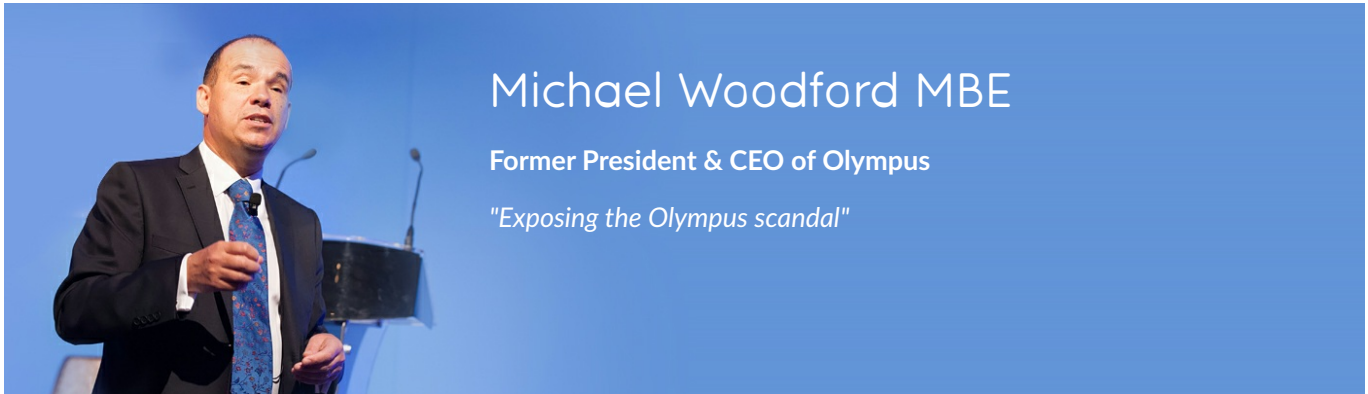 Michael Woodford MBE
Former President & CEO of Olympus
"Exposing the Olympus scandal"